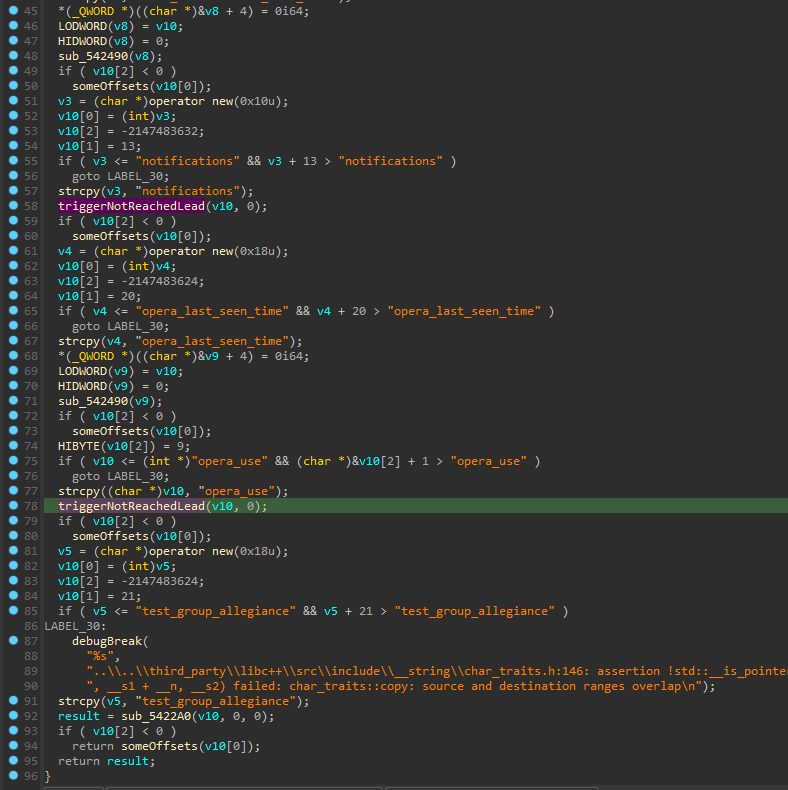 45 *(_QWORD *)((char *)&v8 + 4) = 0i64;
46 LODWORD(v8) = v10;
47 HIDWORD(v8) = 0;
48 sub_542490(v8);
49 if ( v10[2] < 0 )
50 someOffsets(v10[0]);
51 v3 = (char *)operator new(0x10u);
52 v10[0] = (int)v3;
53 v10[2] = -2147483632;
54 v10[1] = 13;
55 if ( v3 <= "notifications" && v3 + 13 > "notifications" )
56 goto LABEL_30;
57 strcpy(v3, "notifications");
58 triggerNotReachedLead(v10, 0);
59 if ( v10[2] < 0 )
60 someOffsets(v10[0]);
61 v4 = (char *)operator new(0x18u);
62 v10[0] = (int)v4;
63 v10[2] = -2147483624;
64 v10[1] = 20;
65 if ( v4 <= "opera_last_seen_time" && v4 + 20 > "opera_last_seen_time" )
66 goto LABEL_30;
67 strcpy(v4, "opera_last_seen_time");
68 *(_QWORD *)((char *)&v9 + 4) = 0i64;
69 LODWORD(v9) = v10;
70 HIDWORD(v9) = 0;
71 sub_542490(v9);
72 if ( v10[2] < 0 )
73 someOffsets(v10[0]);
74 HIBYTE(v10[2]) = 9;
75 if ( v10 <= (int *)"opera_use" && (char *)&v10[2] + 1 > "opera_use" )
76 goto LABEL_30;
77 strcpy((char *)v10, "opera_use");
78 triggerNotReachedLead(v10, 0);
79 if ( v10[2] < 0 )
80 someOffsets(v10[0]);
81 v5 = (char *)operator new(0x18u);
82 v10[0] = (int)v5;
83 v10[2] = -2147483624;
84 v10[1] = 21;
85 if ( v5 <= "test_group_allegiance" && v5 + 21 > "test_group_allegiance" )
86 LABEL_30:
87 debugBreak(
88 "%s",
89 "..\\..\\third_party\\libc++\\src\\include\\__string\\char_traits.h:146: assertion !std::__is_pointe
90 ", __s1 + __n, __s2) failed: char_traits::copy: source and destination ranges overlap\n");
91 strcpy(v5, "test_group_allegiance");
92 result = sub_5422A0(v10, 0, 0);
93 if ( v10[2] < 0 )
94 return someOffsets(v10[0]);
95 return result;
96 }